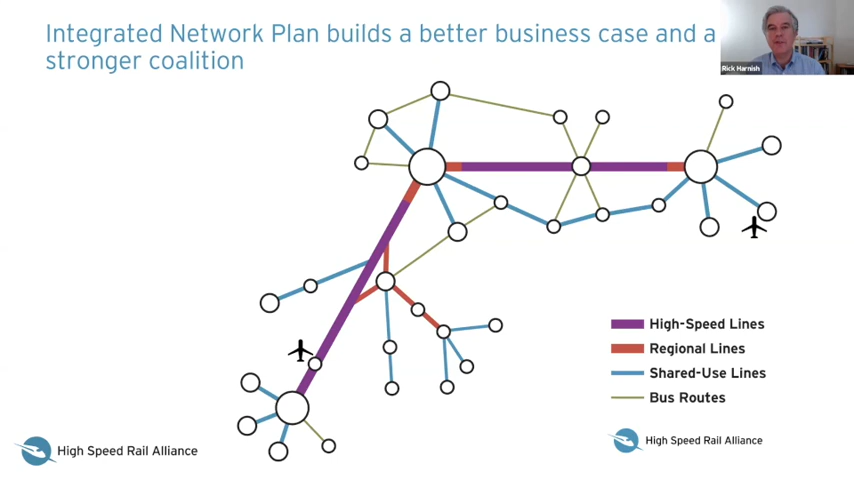 Integrated Network Plan builds a better business case and a
stronger coalition
Rick Harnish
High-Speed Lines
Regional Lines
Shared-Use Lines
Bus Routes
High Speed Rail Alliance
High Speed Rail Alliance